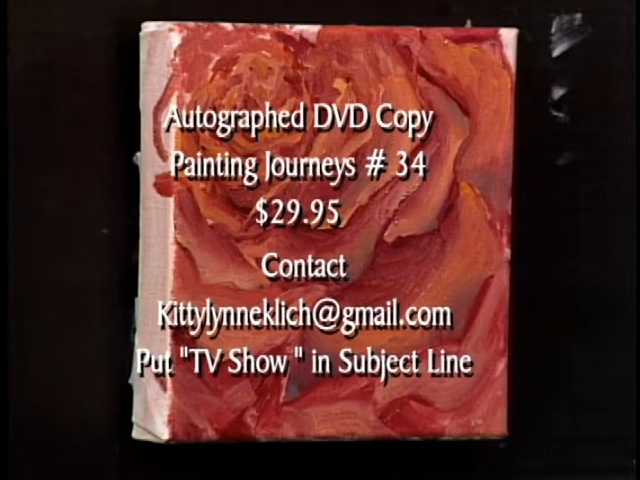 Autographed DVD Copy
Painting Journeys # 34
$29.95
Contact
Kittylynneklich@gmail.com
Put "TV Show " in Subject Line